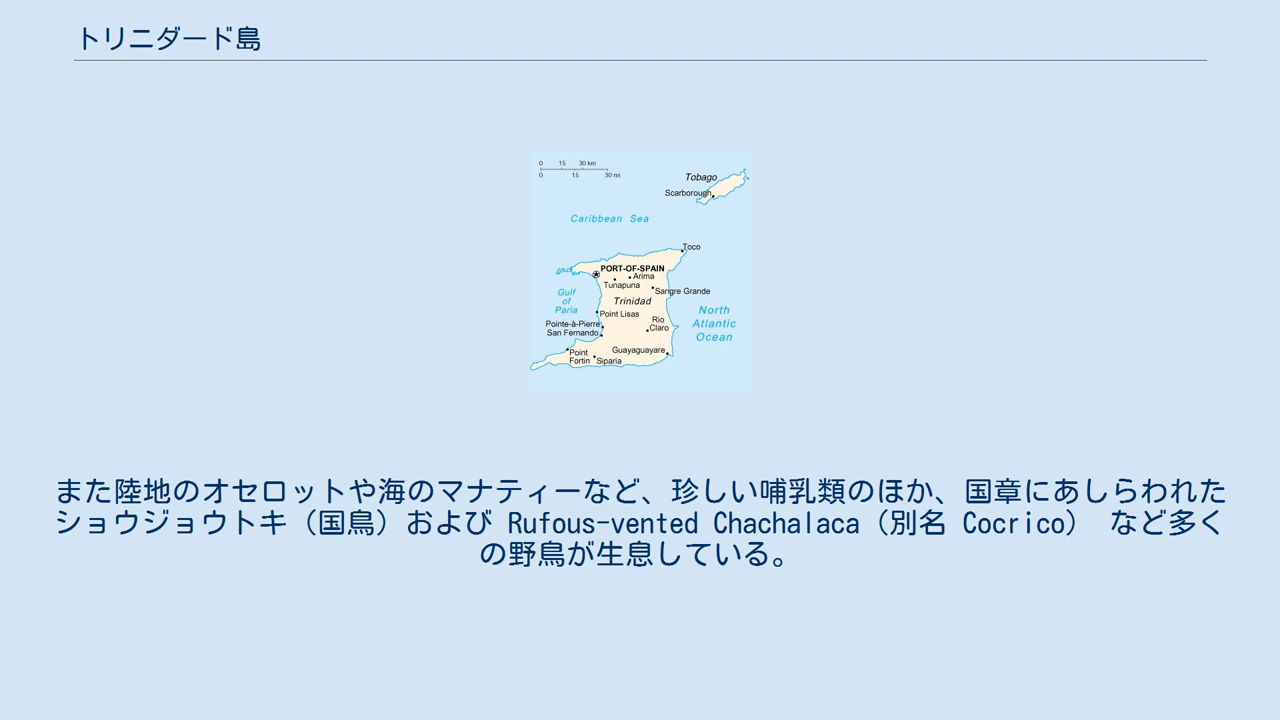 トリニダード島
0 15 30 km
0 15 30 mi
Tobago
Scarborough
Caribbean Sea
Toco
PORT-OF-SPAIN
Arima
Tunapuna
Sangre Grande
Gulf
of
Paria
Trinidad
North
Atlantic
Ocean
Point Lisas
Rio
Claro
Pointe-à-Pierre
San Fernando
Guayaguayare
Point
Fortin
Siparia
また陸地のオセロットや海のマナティーなど、珍しい哺乳類のほか、国章にあしらわれた
ショウジョウトキ（国鳥）および Rufous-vented Chachalaca（別名 Cocrico） など多く
の野鳥が生息している。